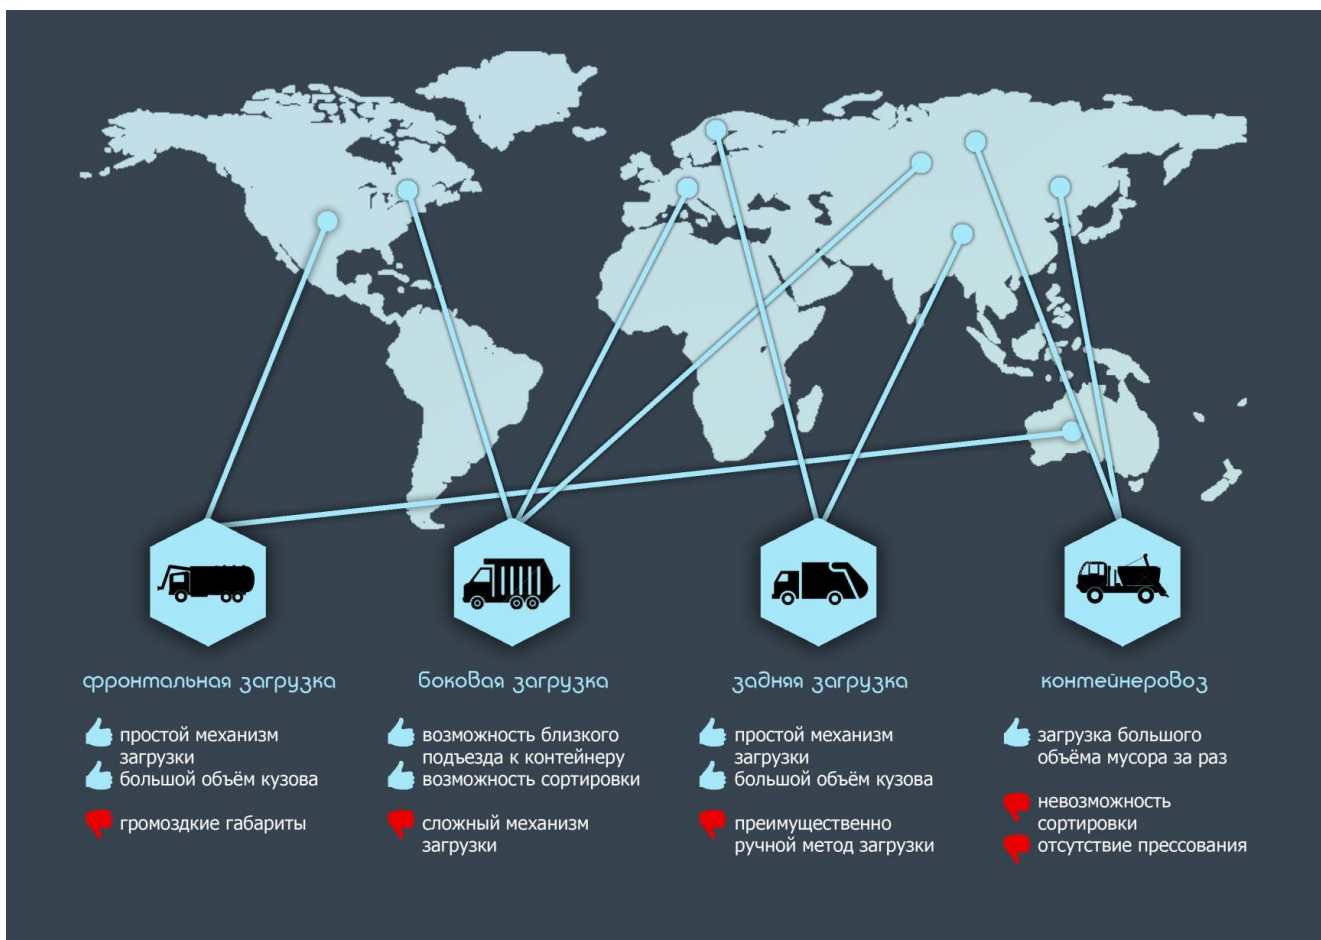 фронтальная загрузка
простой механизм
загрузки
большой объём кузова
громоздкие габариты
боковая загрузка
возможность близкого
подъезда к контейнеру
возможность сортировки
сложный механизм
загрузки
задняя загрузка
простой механизм
загрузки
большой объём кузова
преимущественно
ручной метод загрузки
контейнеровоз
загрузка большого
объёма мусора за раз
невозможность
сортировки
отсутствие прессования